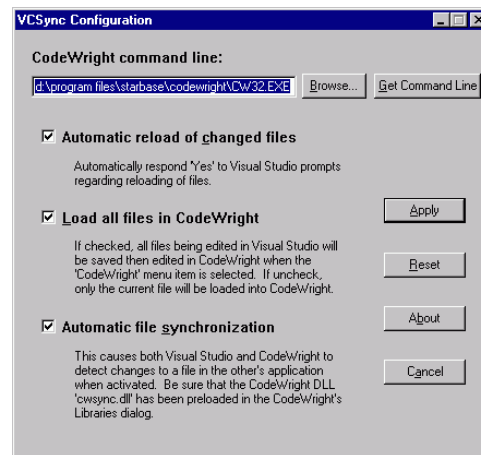 VCSync Configuration
CodeWright command line:
d:\program files\starbase\codewright\CW32.EXE Browse... Get Command Line
Automatic reload of changed files
Automatically respond 'Yes' to Visual Studio prompts
regarding reloading of files.
Apply
Load all files in CodeWright
If checked, all files being edited in Visual Studio will
be saved then edited in CodeWright when the
'CodeWright' menu item is selected. If uncheck,
only the current file will be loaded into CodeWright.
Reset
About
Automatic file synchronization
This causes both Visual Studio and CodeWright to
detect changes to a file in the other's application
when activated. Be sure that the CodeWright DLL
'cwsync.dll' has been preloaded in the CodeWright's
Libraries dialog.
Cancel